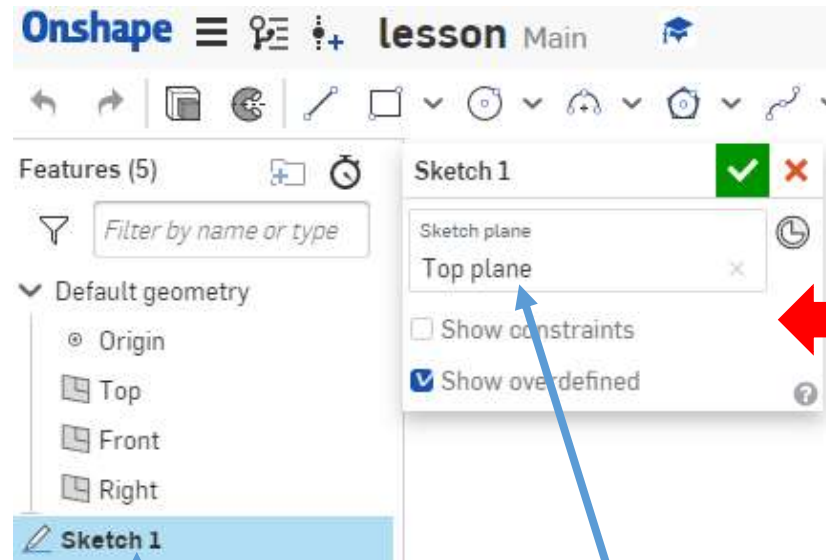 Onshape lesson Main
Features (5)
Filter by name or type
Default geometry
Origin
Top
Front
Right
Sketch 1
Sketch 1
Sketch plane
Top plane
Show constraints
Show overdefined